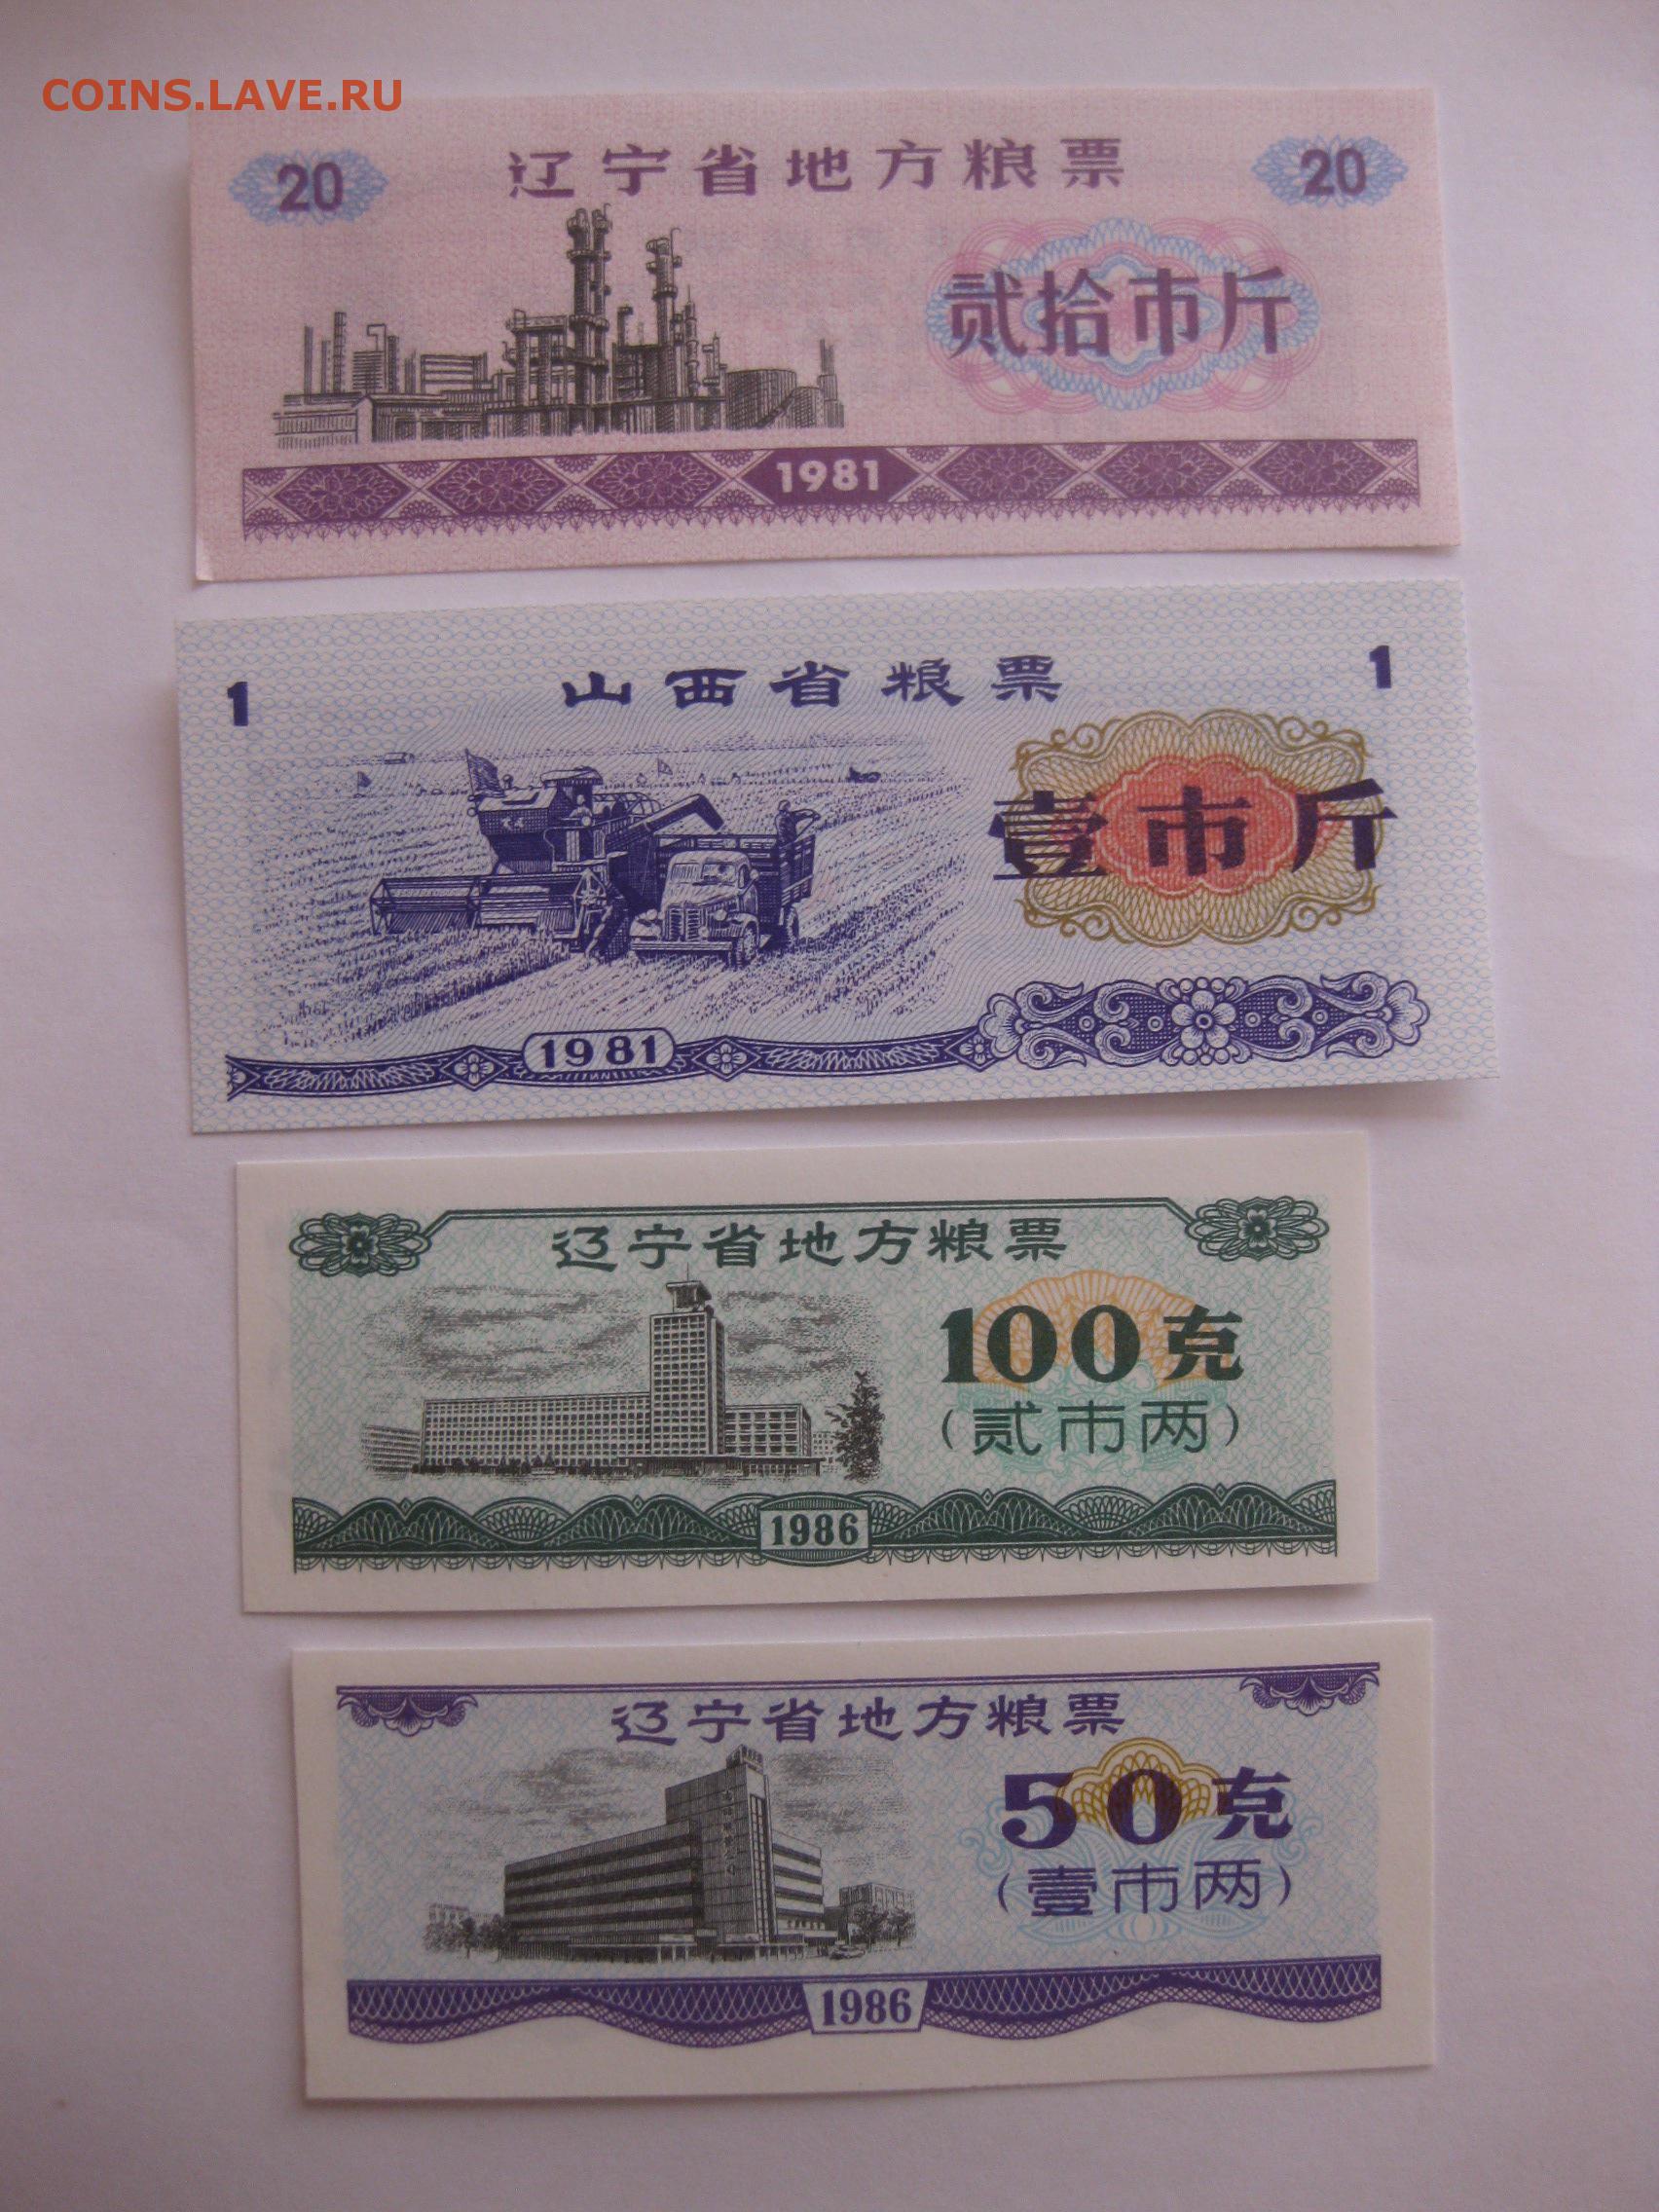 COINS.LAVE.RU
20 辽宁省地方粮票 20
贰拾市斤
1981
1 山西省粮票 1
壹市斤
1981
辽宁省地方粮票
100克
(贰市两)
1986
辽宁省地方粮票
50克
(壹市两)
1986